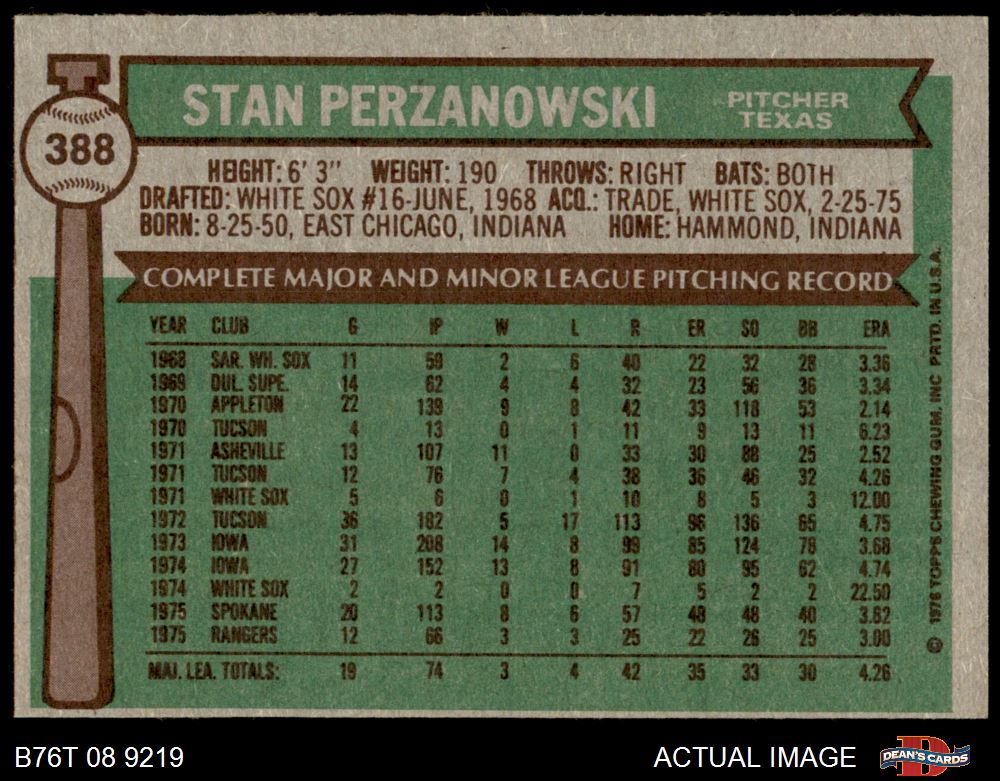 388
STAN PERZANOWSKI
PITCHER
TEXAS
HEIGHT: 6' 3" WEIGHT: 190 THROWS: RIGHT BATS: BOTH
DRAFTED: WHITE SOX #16-JUNE, 1968 ACQ.: TRADE, WHITE SOX, 2-25-75
BORN: 8-25-50, EAST CHICAGO, INDIANA HOME: HAMMOND, INDIANA
COMPLETE MAJOR AND MINOR LEAGUE PITCHING RECORD
YEAR CLUB G IP W L R ER SO BB ERA
1968 SAR. WH. SOX 11 59 2 6 40 22 32 28 3.36
1969 DUL. SUPE. 14 62 4 4 32 23 56 36 3.34
1970 APPLETON 22 139 9 8 42 33 118 53 2.14
1970 TUCSON 4 13 0 1 11 9 13 11 6.23
1971 ASHEVILLE 13 107 11 0 33 30 88 25 2.52
1971 TUCSON 12 76 7 4 38 36 46 32 4.26
1971 WHITE SOX 5 6 0 1 10 8 5 3 12.00
1972 TUCSON 36 182 5 17 113 96 136 65 4.75
1973 IOWA 31 208 14 8 99 85 124 78 3.68
1974 IOWA 27 152 13 8 91 80 95 62 4.74
1974 WHITE SOX 2 2 0 0 7 5 2 2 22.50
1975 SPOKANE 20 113 8 6 57 48 48 40 3.82
1975 RANGERS 12 66 3 3 25 22 26 25 3.00
MAJ. LEA. TOTALS: 19 74 3 4 42 35 33 30 4.26
© 1976 TOPPS CHEWING GUM, INC PRTD. IN U.S.A.
B76T 08 9219
ACTUAL IMAGE
DEAN'S CARDS